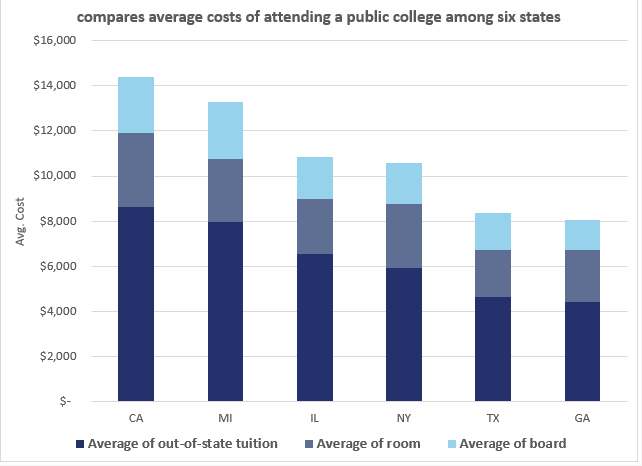 compares average costs of attending a public college among six states
$16,000
$14,000
$12,000
$10,000
$8,000
$6,000
$4,000
$2,000
$-
Avg. Cost
CA MI IL NY TX GA
Average of out-of-state tuition Average of room Average of board